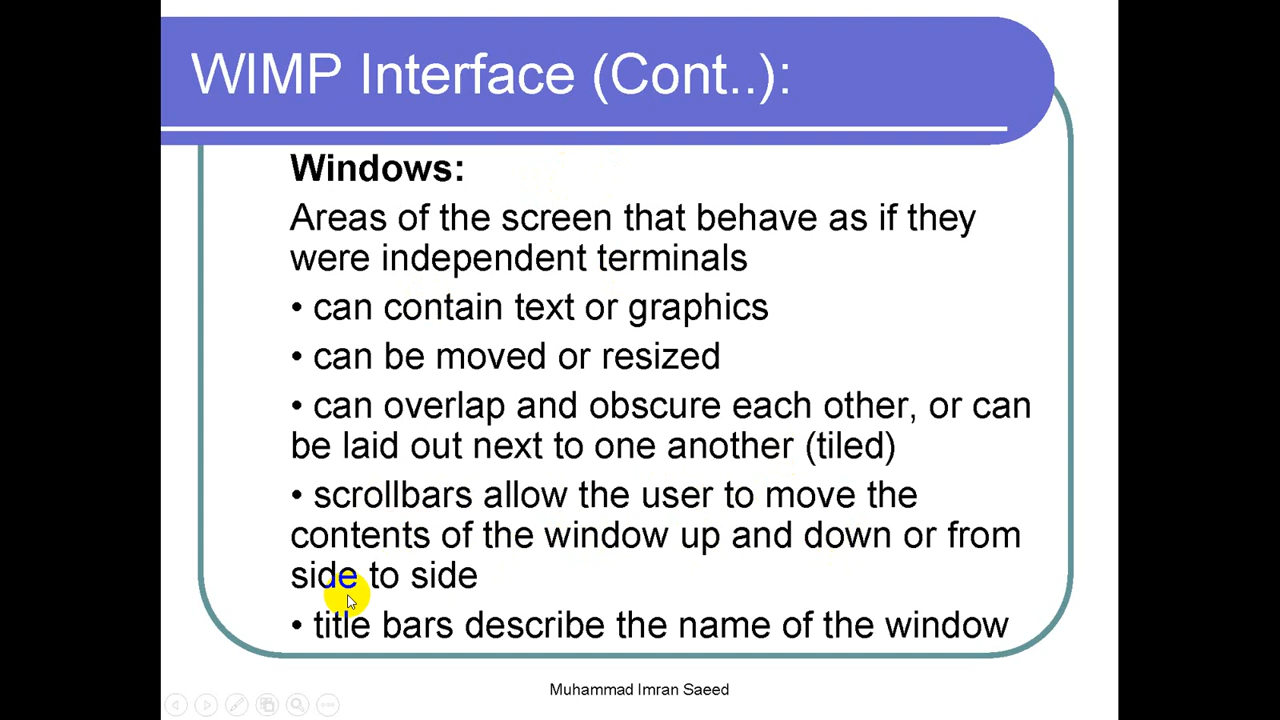 WIMP Interface (Cont..):
Windows:
Areas of the screen that behave as if they
were independent terminals
• can contain text or graphics
• can be moved or resized
• can overlap and obscure each other, or can
be laid out next to one another (tiled)
• scrollbars allow the user to move the
contents of the window up and down or from
side to side
• title bars describe the name of the window
Muhammad Imran Saeed